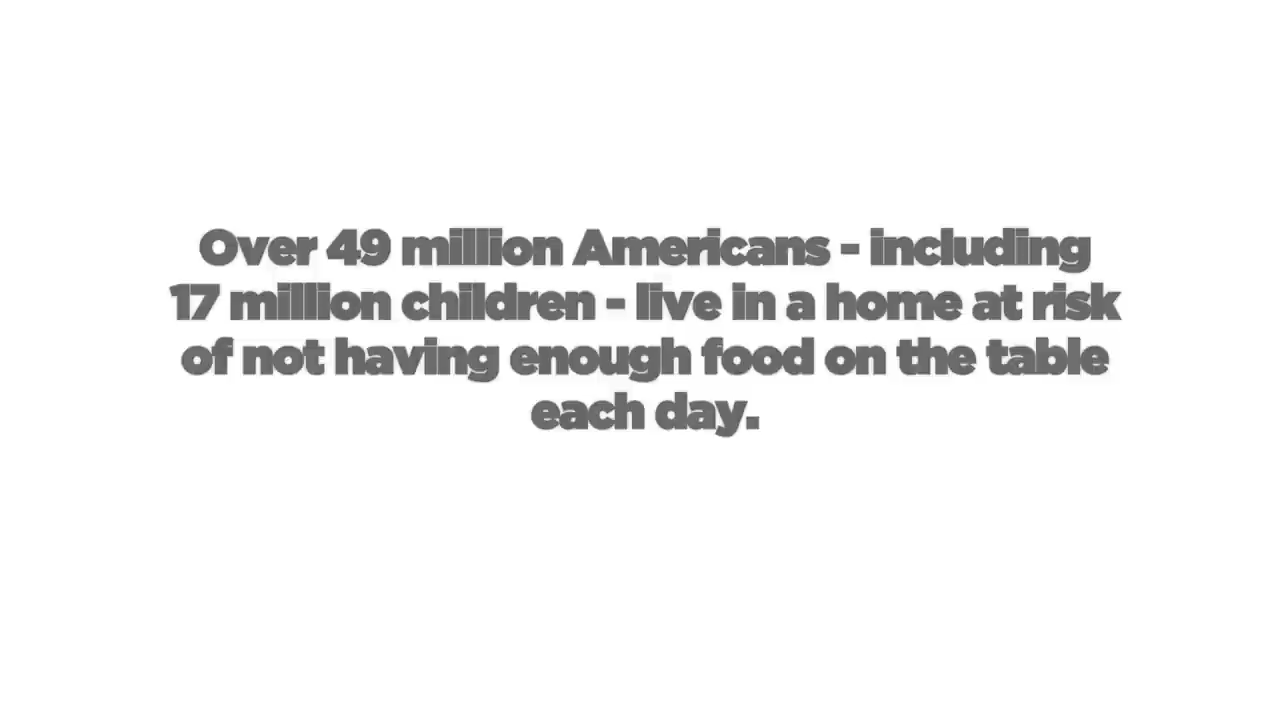 Over 49 million Americans - including
17 million children - live in a home at risk
of not having enough food on the table
each day.